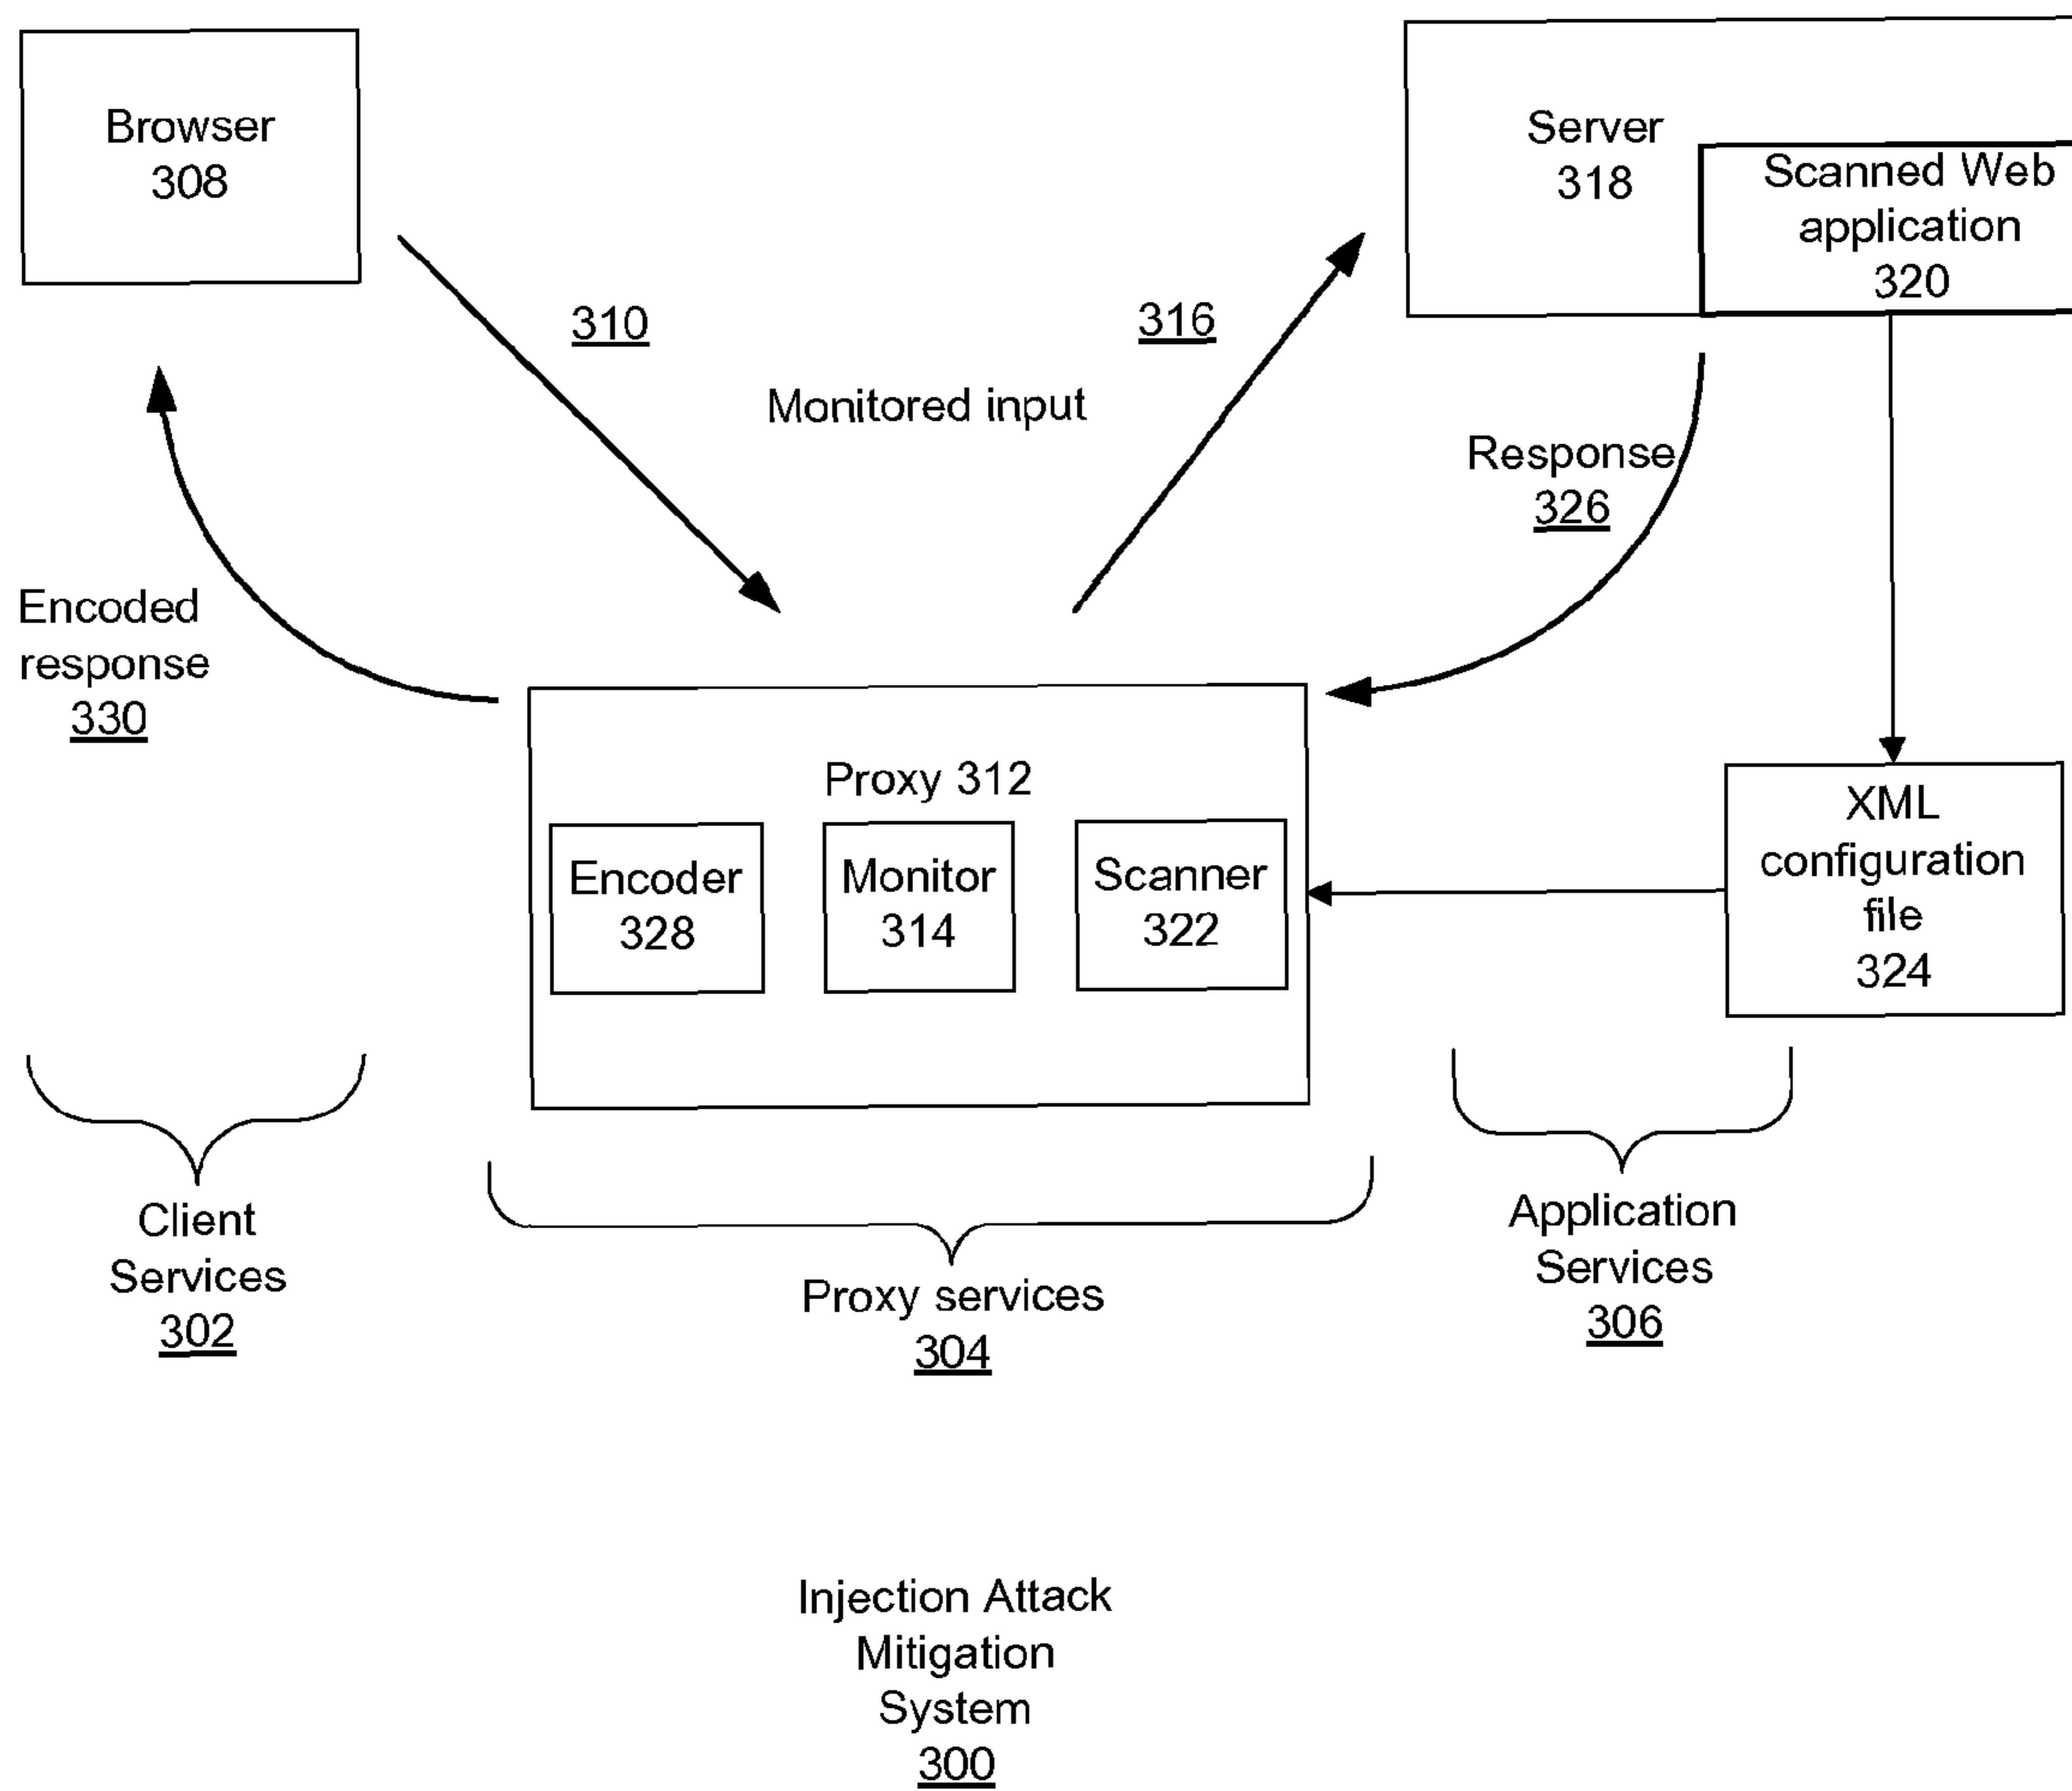 Browser
308
Server
318
Scanned Web
application
320
310
316
Monitored input
Response
326
Encoded
response
330
Proxy 312
Encoder
328
Monitor
314
Scanner
322
XML
configuration
file
324
Client
Services
302
Proxy services
304
Application
Services
306
Injection Attack
Mitigation
System
300